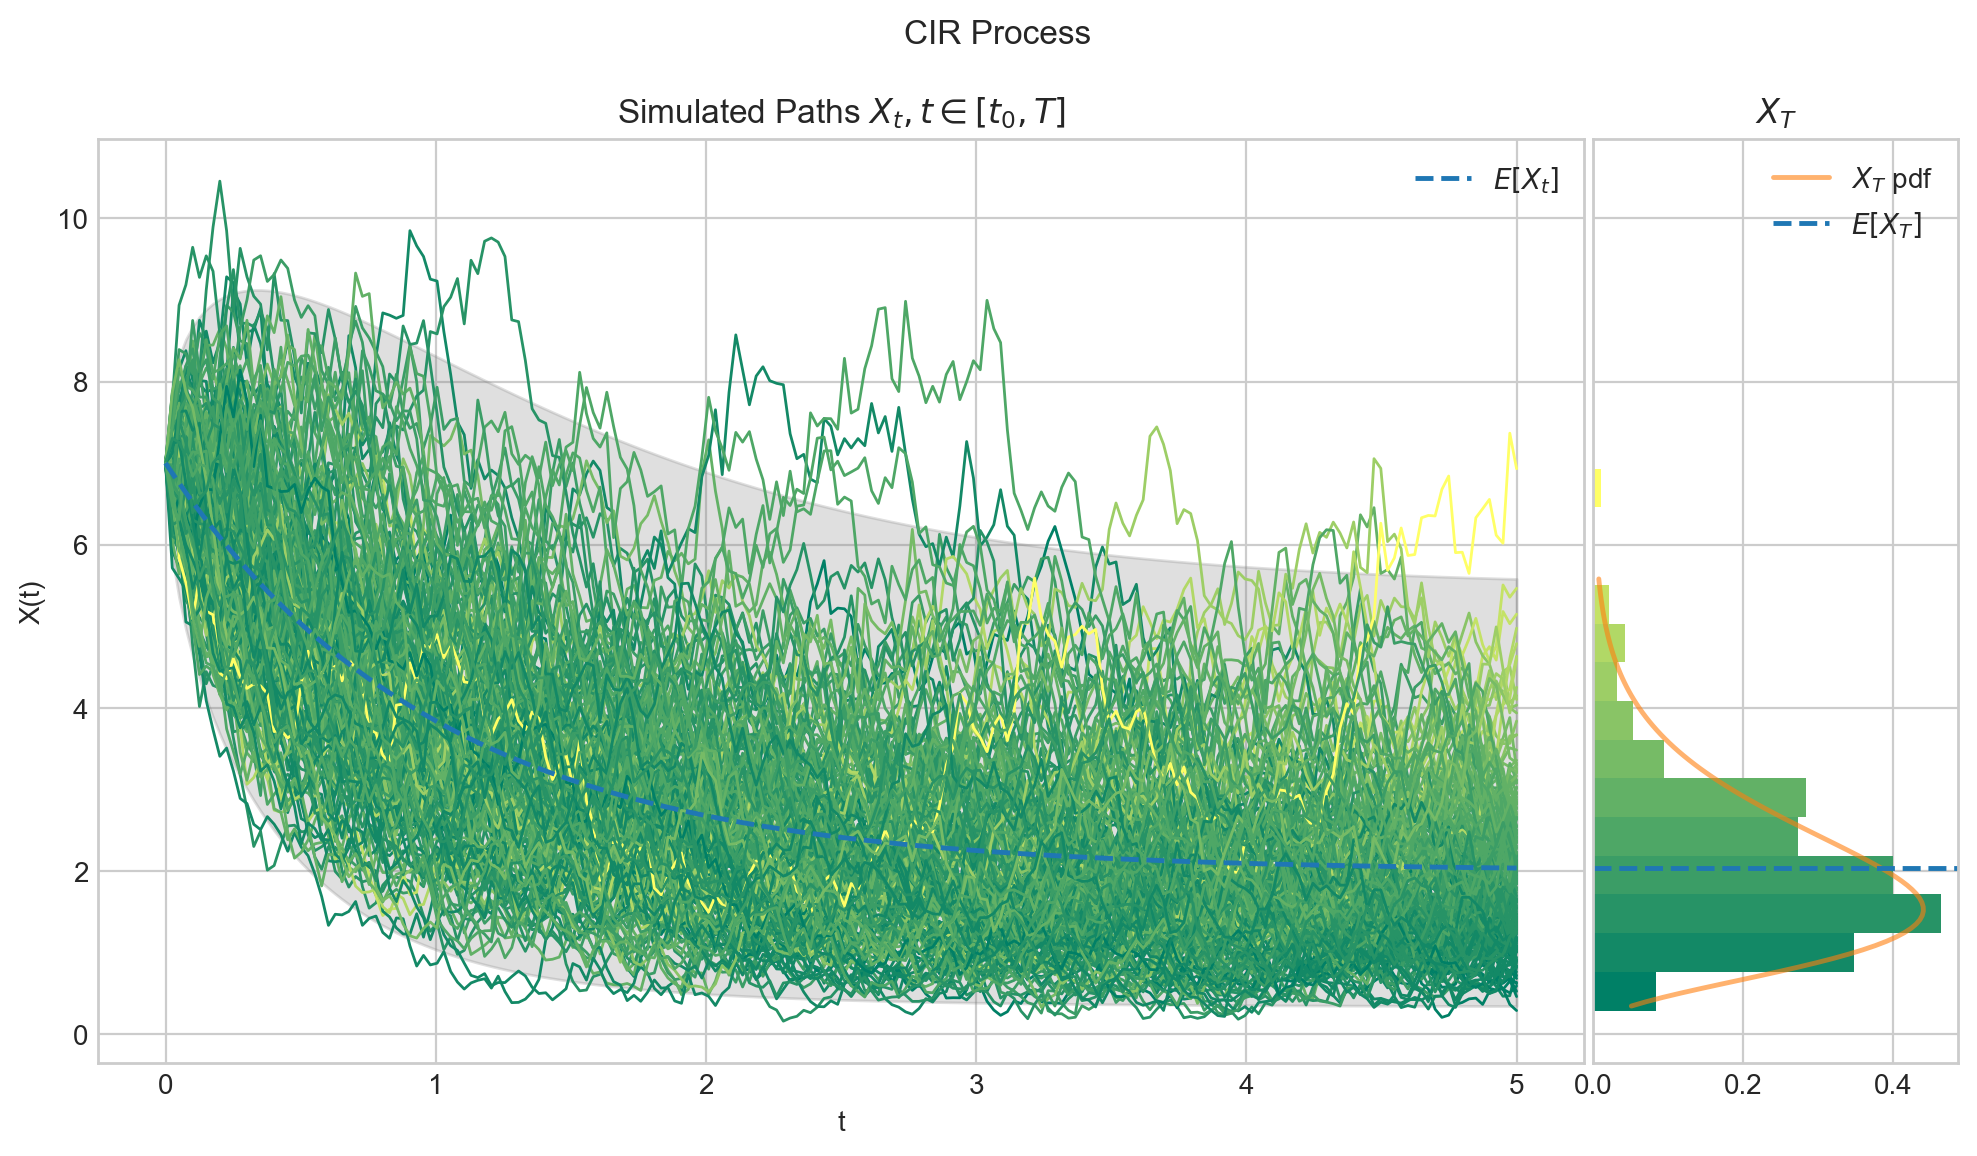 CIR Process
Simulated Paths $X_t, t \in [t_0, T]$
$X_T$
$E[X_t]$
$X_T$ pdf
$E[X_T]$
X(t)
10
8
6
4
2
0
0 1 2 3 4 5
0.0 0.2 0.4
t